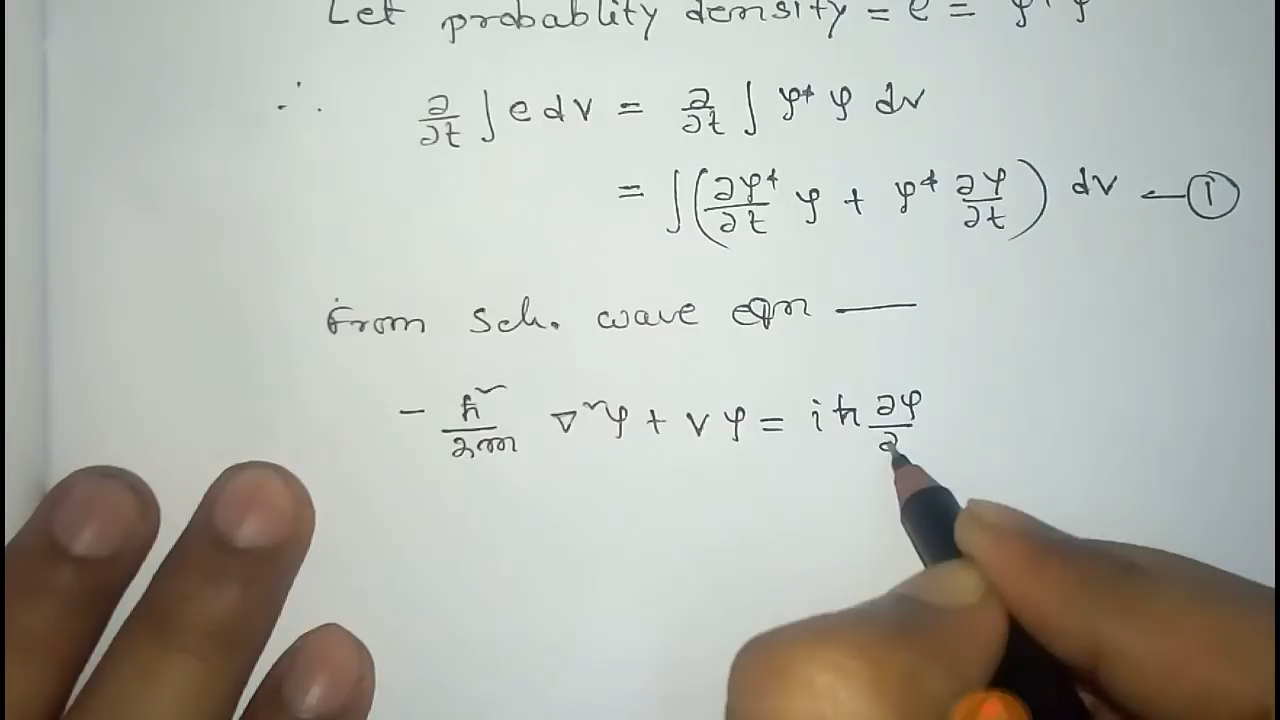 Let probablity density = ρ = ψ* ψ
∴ ∂/∂t ∫ρ dv = ∂/∂t ∫ ψ* ψ dv
= ∫(∂ψ*/∂t ψ + ψ* ∂ψ/∂t) dv —①
From Sch. wave eqn —
- ħ²/2m ∇²ψ + vψ = iħ ∂ψ/∂